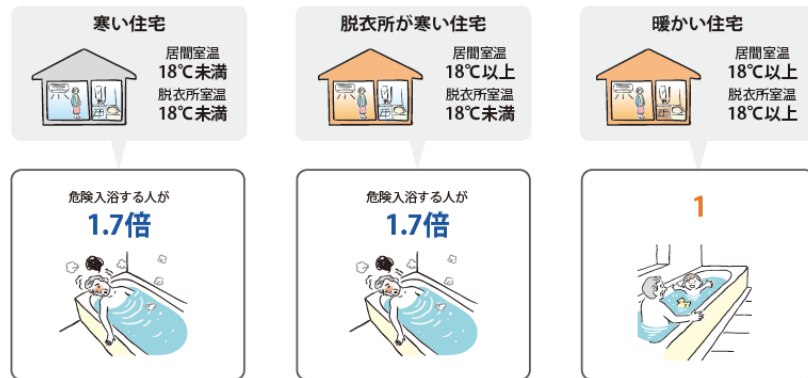 寒い住宅
居間室温
18℃未満
脱衣所室温
18℃未満
脱衣所が寒い住宅
居間室温
18℃以上
脱衣所室温
18℃未満
暖かい住宅
居間室温
18℃以上
脱衣所室温
18℃以上
危険入浴する人が
1.7倍
危険入浴する人が
1.7倍
1